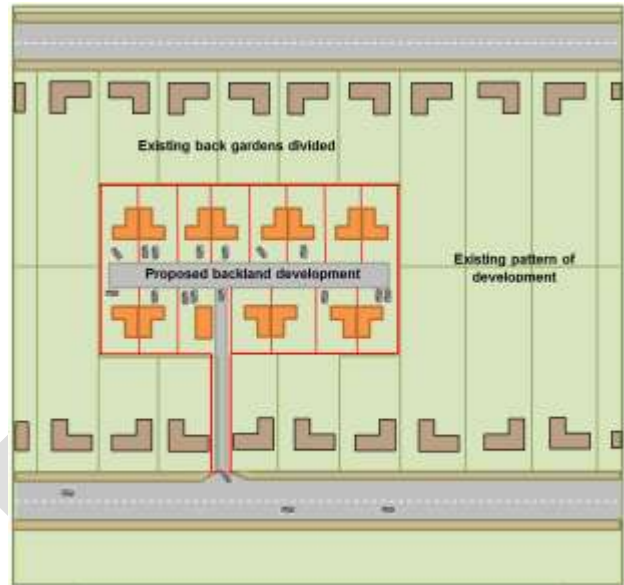 Existing back gardens divided
Existing pattern of
development
Proposed backland development